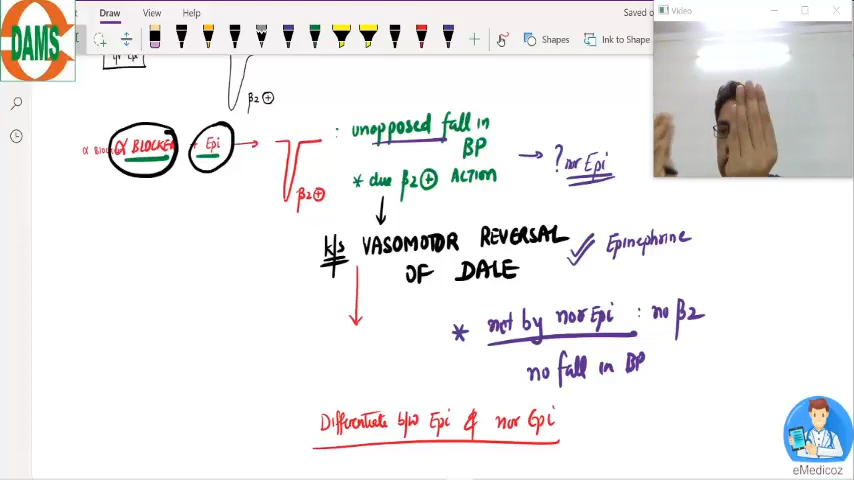 Draw View Help Saved o
Video
DAMS
Shapes Ink to Shape
β2 ⊕
α BLOC α BLOCKER + Epi → : unopposed fall in
BP
* due β2 ⊕ ACTION
→ ? nor Epi
β2 ⊕
k/s VASOMOTOR REVERSAL
OF DALE
Epinephrine
* not by nor Epi : no β2
no fall in BP
Differentiate b/w Epi & nor Epi
eMedicoz